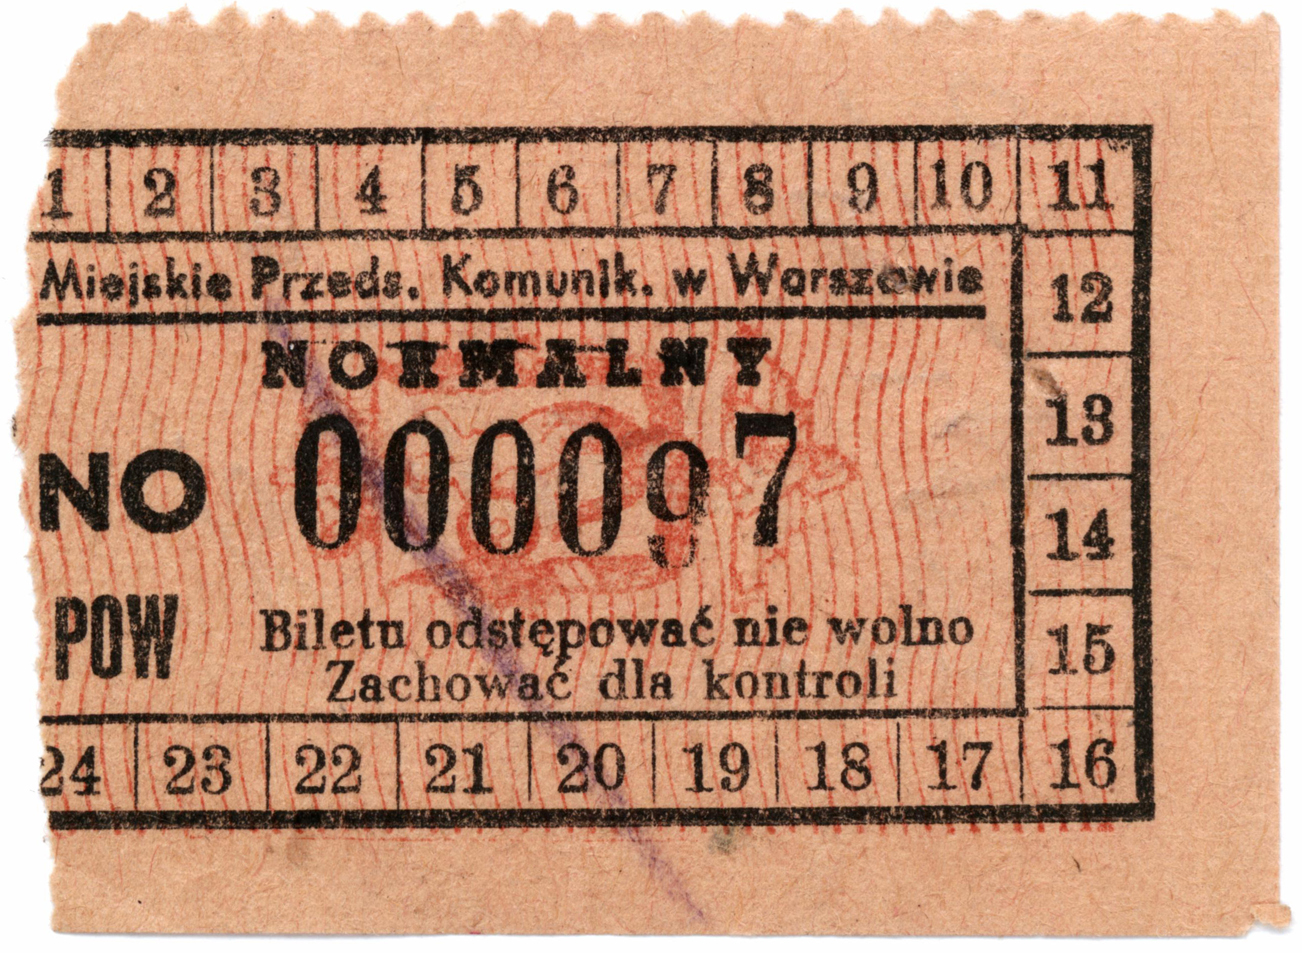 1 2 3 4 5 6 7 8 9 10 11
Miejskie Przeds. Komunik. w Warszawie
12
NORMALNY
13
NO 000097
14
POW Biletu odstępować nie wolno
15
Zachować dla kontroli
24 23 22 21 20 19 18 17 16